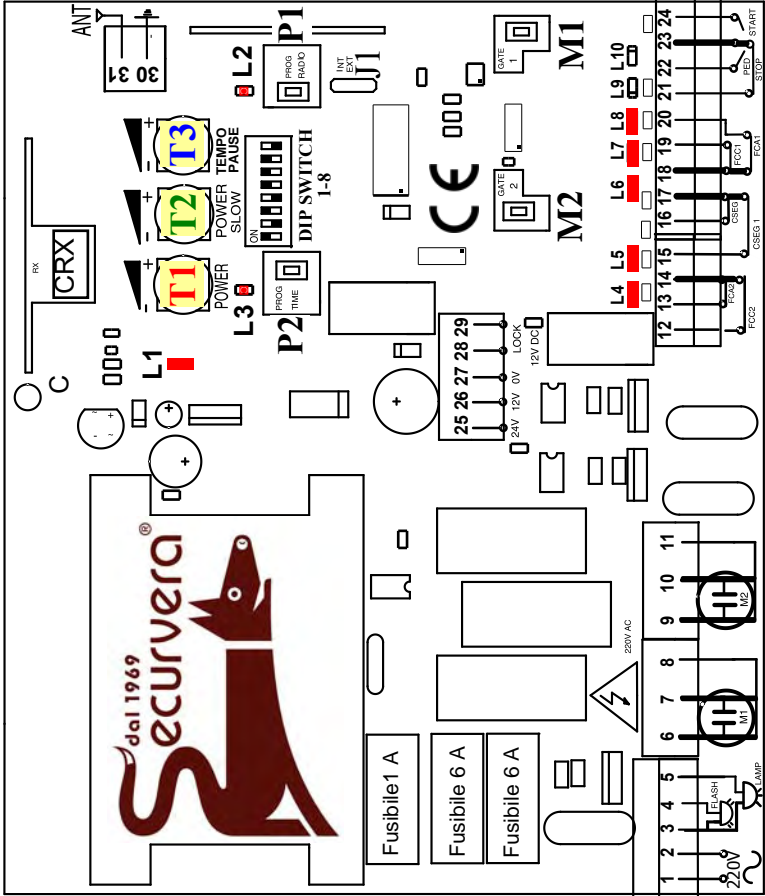 ANT
30 31
P1
L2
PROG
RADIO
INT
EXT
J1
GATE
1
M1
L10
L9
L8
L7
L6
L5
L4
24
23
22
21
20
19
18
17
16
15
14
13
12
START
PED
STOP
FCA1
FCC1
CSEG
CSEG 1
FCA2
FCC2
+
-
T3
TEMPO
PAUSE
+
-
T2
POWER
SLOW
+
-
T1
POWER
ON
DIP SWITCH
1-8
CE
GATE
2
M2
RX
CRX
L3
PROG
TIME
P2
L1
C
25 26 27 28 29
24V 12V 0V
LOCK
12V DC
+
+
+
~
~
-
+
dal 1969
ecurvera
®
Fusibile1 A
Fusibile 6 A
Fusibile 6 A
220V AC
11
10
9
M2
8
7
6
M1
5
4
3
2
1
FLASH
LAMP
220V